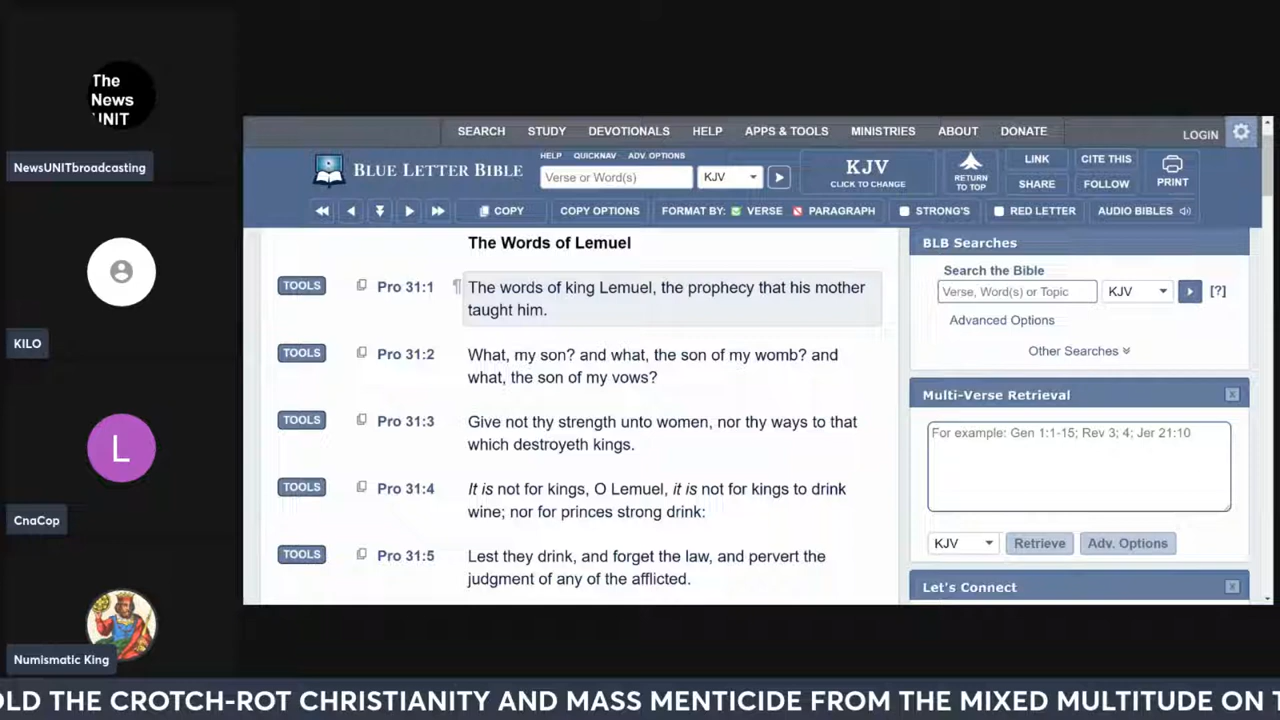 The
News
UNIT
NewsUNITbroadcasting
KILO
L
CnaCop
Numismatic King
SEARCH STUDY DEVOTIONALS HELP APPS & TOOLS MINISTRIES ABOUT DONATE LOGIN
BLUE LETTER BIBLE
HELP QUICKNAV ADV. OPTIONS
Verse or Word(s) KJV
KJV
CLICK TO CHANGE
RETURN
TO TOP
LINK CITE THIS
SHARE FOLLOW
PRINT
COPY COPY OPTIONS FORMAT BY: VERSE PARAGRAPH STRONG'S RED LETTER AUDIO BIBLES
The Words of Lemuel
TOOLS Pro 31:1 ¶ The words of king Lemuel, the prophecy that his mother
taught him.
TOOLS Pro 31:2 What, my son? and what, the son of my womb? and
what, the son of my vows?
TOOLS Pro 31:3 Give not thy strength unto women, nor thy ways to that
which destroyeth kings.
TOOLS Pro 31:4 It is not for kings, O Lemuel, it is not for kings to drink
wine; nor for princes strong drink:
TOOLS Pro 31:5 Lest they drink, and forget the law, and pervert the
judgment of any of the afflicted.
BLB Searches
Search the Bible
Verse, Word(s) or Topic KJV [?]
Advanced Options
Other Searches
Multi-Verse Retrieval
For example: Gen 1:1-15; Rev 3; 4; Jer 21:10
KJV Retrieve Adv. Options
Let's Connect
OLD THE CROTCH-ROT CHRISTIANITY AND MASS MENTICIDE FROM THE MIXED MULTITUDE ON T